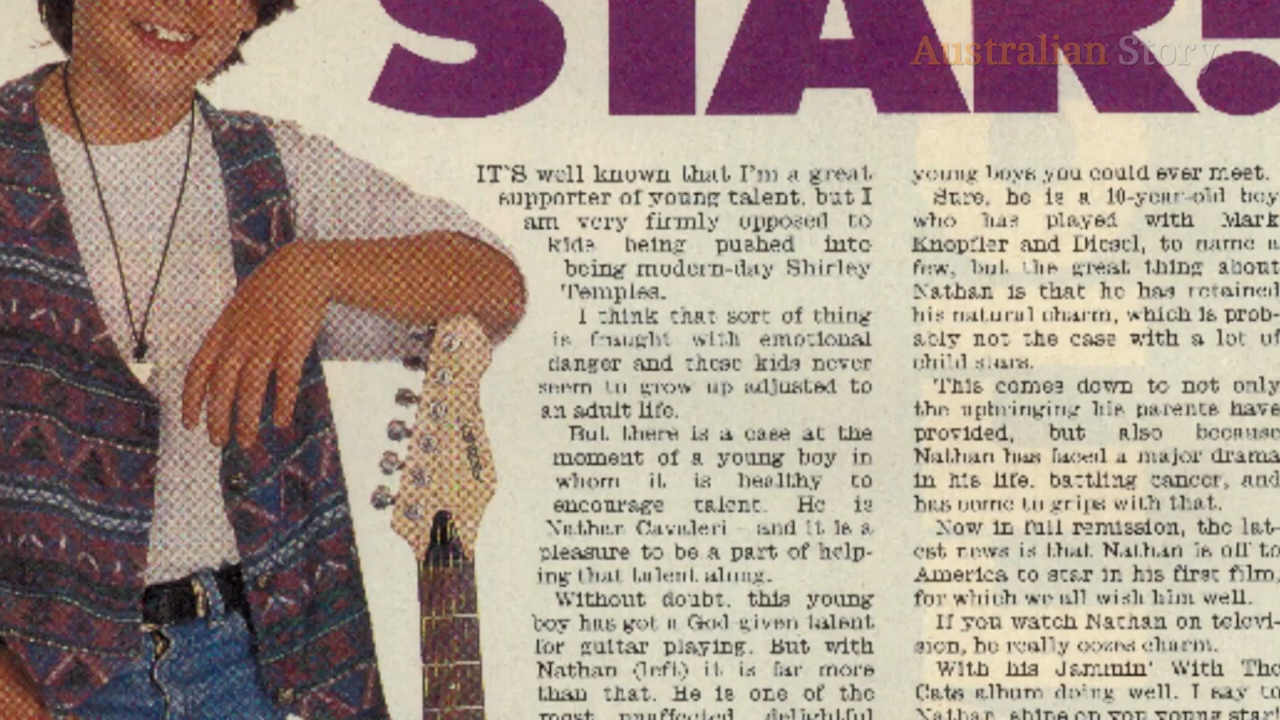 STAR!
Australian Story
IT'S well known that I'm a great
supporter of young talent, but I
am very firmly opposed to
kids being pushed into
being modern-day Shirley
Temples.
I think that sort of thing
is fraught with emotional
danger and these kids never
seem to grow up adjusted to
an adult life.
But there is a case at the
moment of a young boy in
whom it is healthy to
encourage talent. He is
Nathan Cavaleri – and it is a
pleasure to be a part of help-
ing that talent along.
Without doubt, this young
boy has got a God-given talent
for guitar playing. But with
Nathan (left) it is far more
than that. He is one of the
most unaffected, delightful
young boys you could ever meet.
Sure, he is a 10-year-old boy
who has played with Mark
Knopfler and Diesel, to name a
few, but the great thing about
Nathan is that he has retained
his natural charm, which is prob-
ably not the case with a lot of
child stars.
This comes down to not only
the upbringing his parents have
provided, but also because
Nathan has faced a major drama
in his life, battling cancer, and
has come to grips with that.
Now in full remission, the lat-
est news is that Nathan is off to
America to star in his first film,
for which we all wish him well.
If you watch Nathan on televi-
sion, he really oozes charm.
With his Jammin' With The
Cats album doing well, I say to
Nathan, shine on you young star!